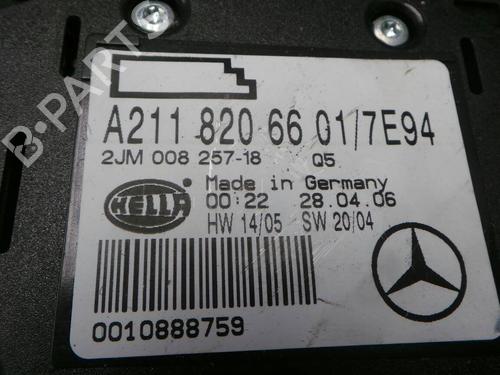 B-PARTS
A211 820 66 01/7E94
2JM 008 257-18 Q5
Made in Germany
HELLA
00:22 28.04.06
HW 14/05 SW 20/04
0010888759